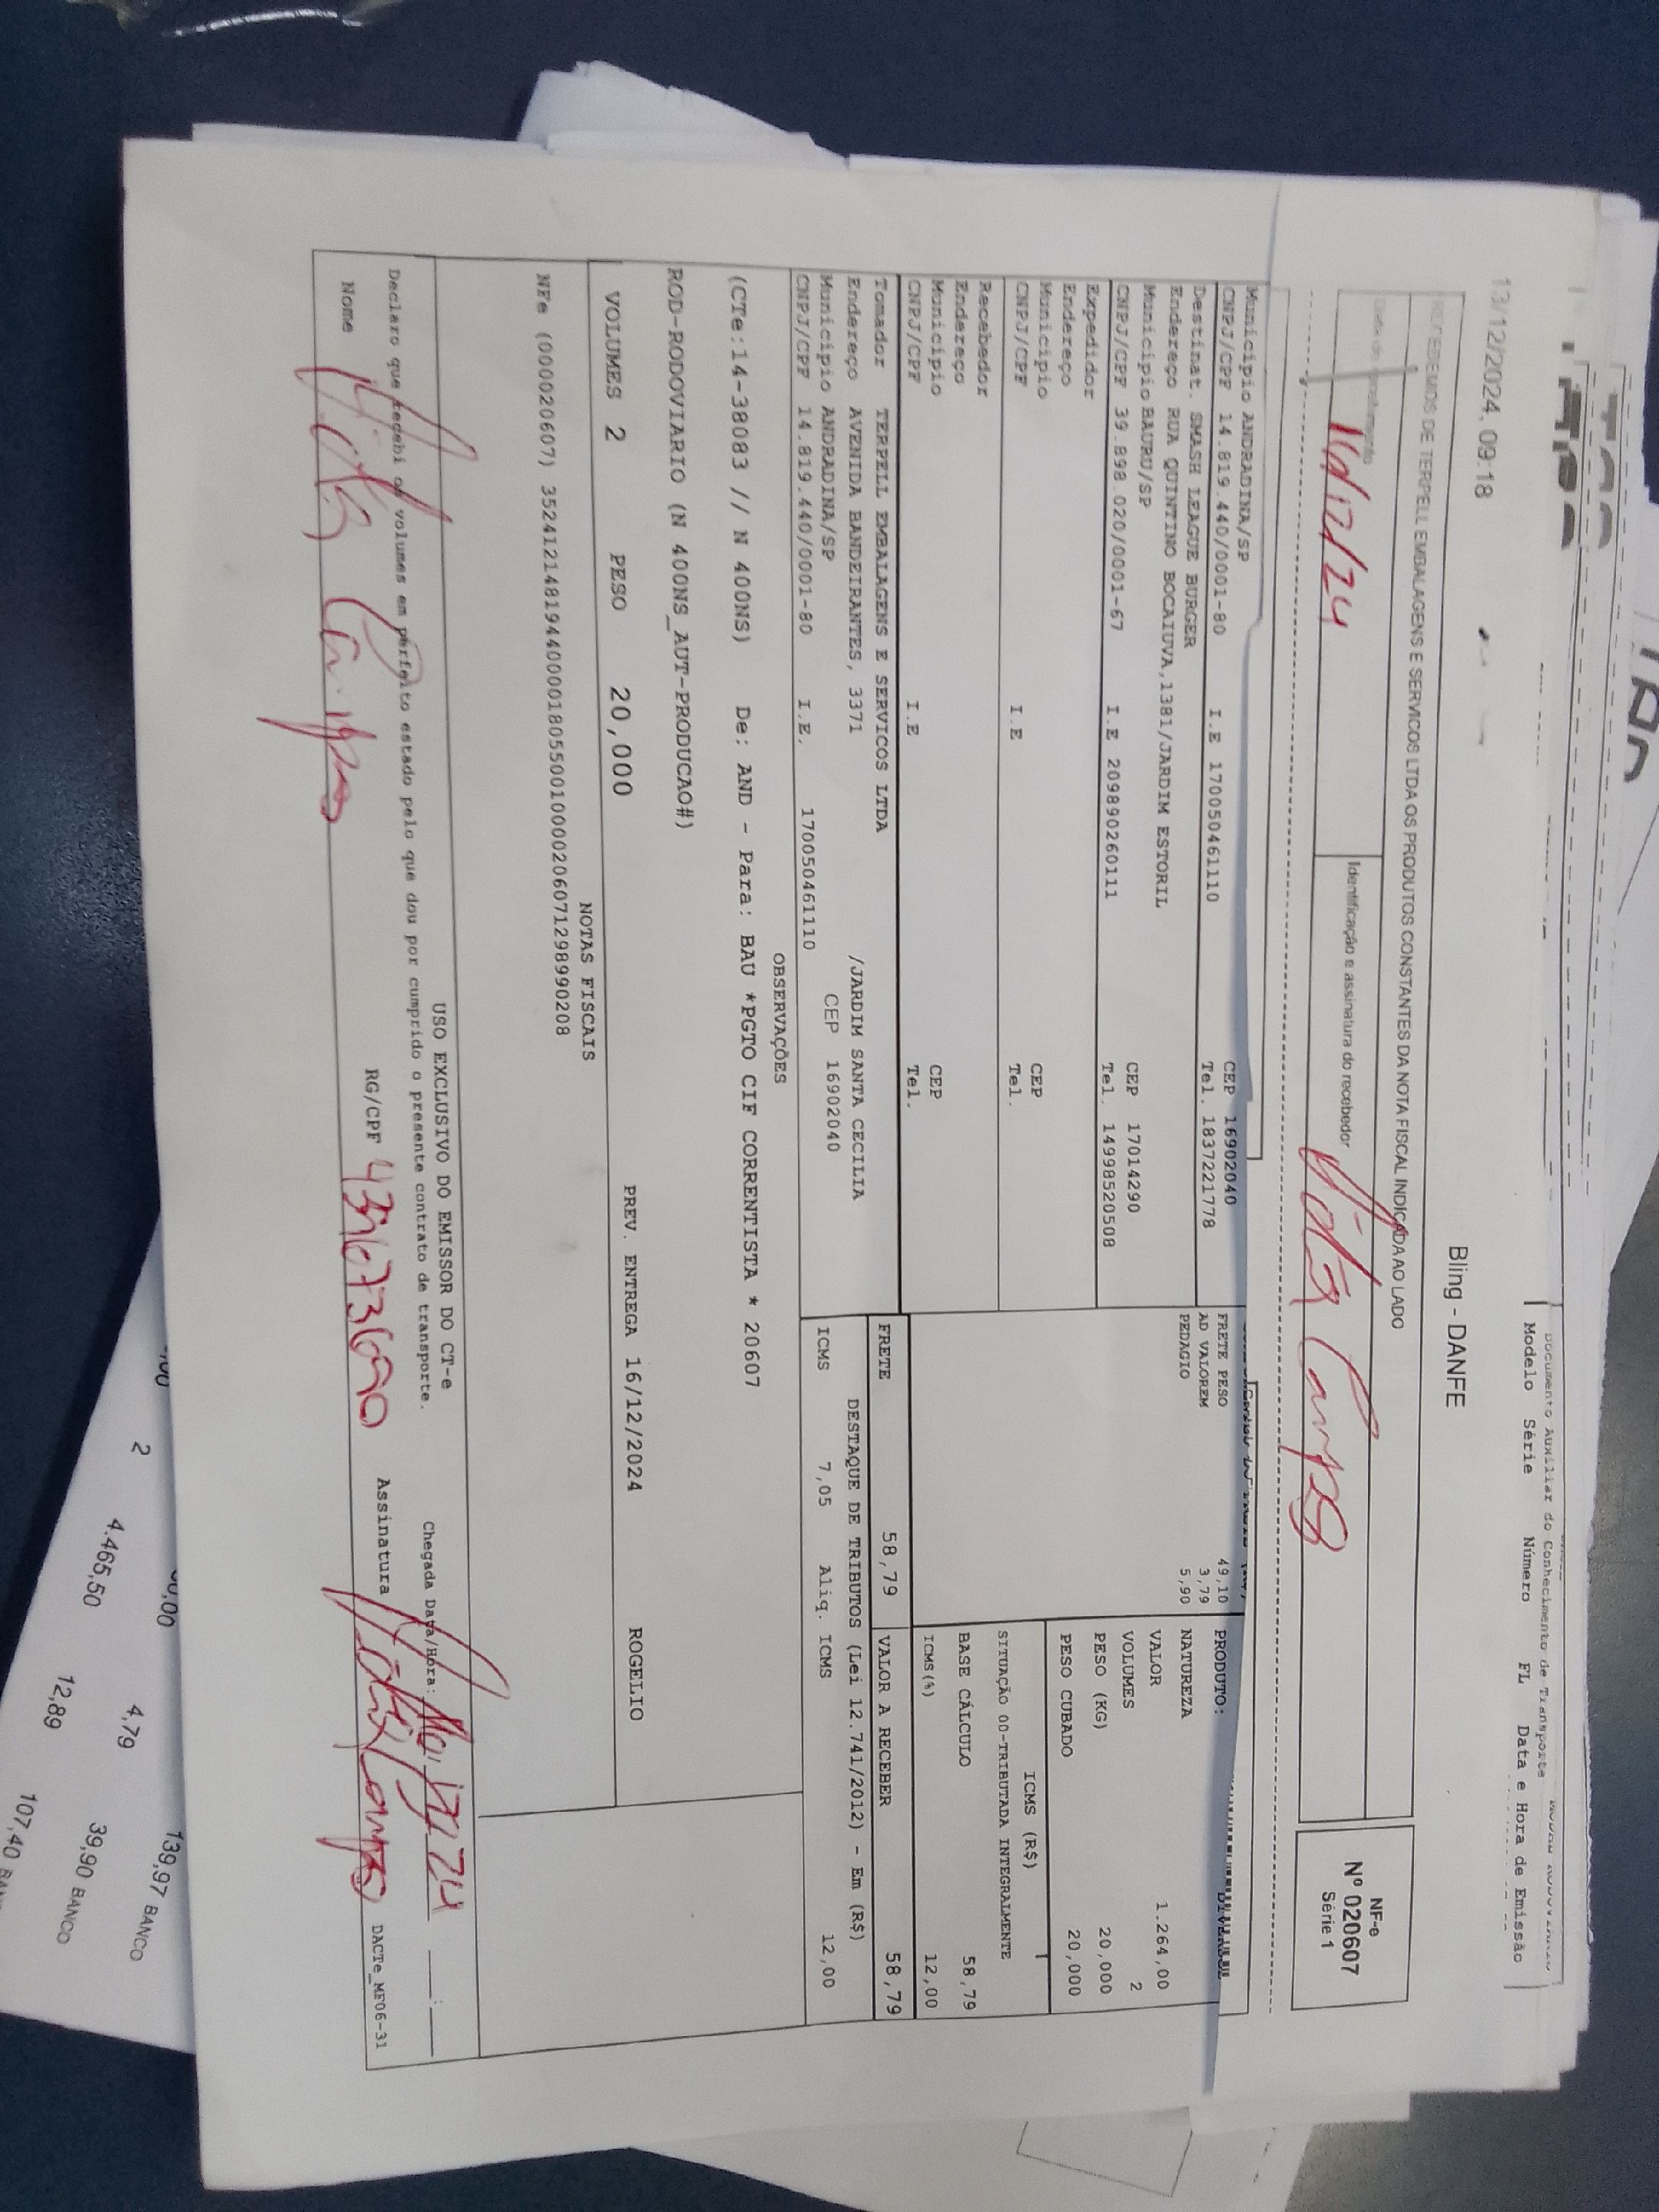 Documento Auxiliar do Conhecimento de Transporte
Modelo Série Número FL Data e Hora de Emissão
13/12/2024, 09:18
Bling - DANFE
RECEBEMOS DE TERPELL EMBALAGENS E SERVICOS LTDA OS PRODUTOS CONSTANTES DA NOTA FISCAL INDICADA AO LADO
Identificação e assinatura do recebedor
NF-e
Nº 020607
Série 1
Município ANDRADINA/SP CEP 16902040
CNPJ/CPF 14.819.440/0001-80 I.E 170050461110 Tel. 1837221778
Destinat. SMASH LEAGUE BURGER
Endereço RUA QUINTINO BOCAIUVA,1381/JARDIM ESTORIL
Município BAURU/SP CEP 17014290
CNPJ/CPF 39.898.020/0001-67 I.E 209890260111 Tel. 14998520508
Expedidor
Endereço
Município CEP
CNPJ/CPF I.E Tel.
Recebedor
Endereço
Município CEP
CNPJ/CPF I.E Tel.
FRETE PESO 49,10
AD VALOREM 3,79
PEDAGIO 5,90
PRODUTO:
NATUREZA
VALOR 1.264,00
VOLUMES 2
PESO (KG) 20,000
PESO CUBADO 20,000
ICMS (R$)
SITUAÇÃO 00-TRIBUTADA INTEGRALMENTE
BASE CÁLCULO 58,79
ICMS(%) 12,00
Tomador TERPELL EMBALAGENS E SERVICOS LTDA
Endereço AVENIDA BANDEIRANTES, 3371 /JARDIM SANTA CECILIA
Município ANDRADINA/SP CEP 16902040
CNPJ/CPF 14.819.440/0001-80 I.E. 170050461110
FRETE 58,79 VALOR A RECEBER 58,79
DESTAQUE DE TRIBUTOS (Lei 12.741/2012) - Em (R$)
ICMS 7,05 Aliq. ICMS 12,00
OBSERVAÇÕES
(CTe:14-38083 // N 400NS) De: AND - Para: BAU *PGTO CIF CORRENTISTA * 20607
ROD-RODOVIARIO (N 400NS_AUT-PRODUCAO#)
VOLUMES 2 PESO 20,000 PREV. ENTREGA 16/12/2024 ROGELIO
NOTAS FISCAIS
NFe (000020607) 35241214819440000180550010000206071298990208
USO EXCLUSIVO DO EMISSOR DO CT-e
Declaro que recebi os volumes em perfeito estado pelo que dou por cumprido o presente contrato de transporte. Chegada Data/Hora:
Nome RG/CPF Assinatura
DACTe_MF06-31
139,97 BANCO
2 4,79 39,90 BANCO
4.465,50 12,89 107,40